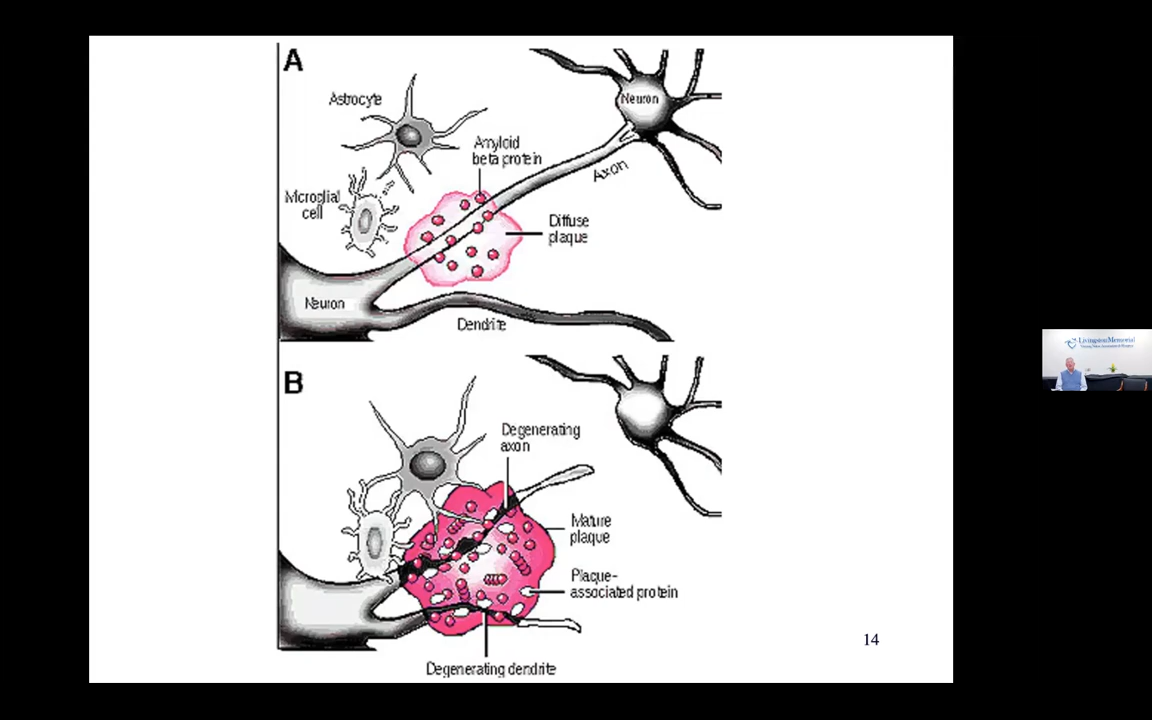 A
Astrocyte
Neuron
Amyloid
beta protein
Axon
Microglial
cell
Diffuse
plaque
Neuron
Dendrite
B
Degenerating
axon
Mature
plaque
Plaque-
associated protein
14
Degenerating dendrite
LivingstonMemorial